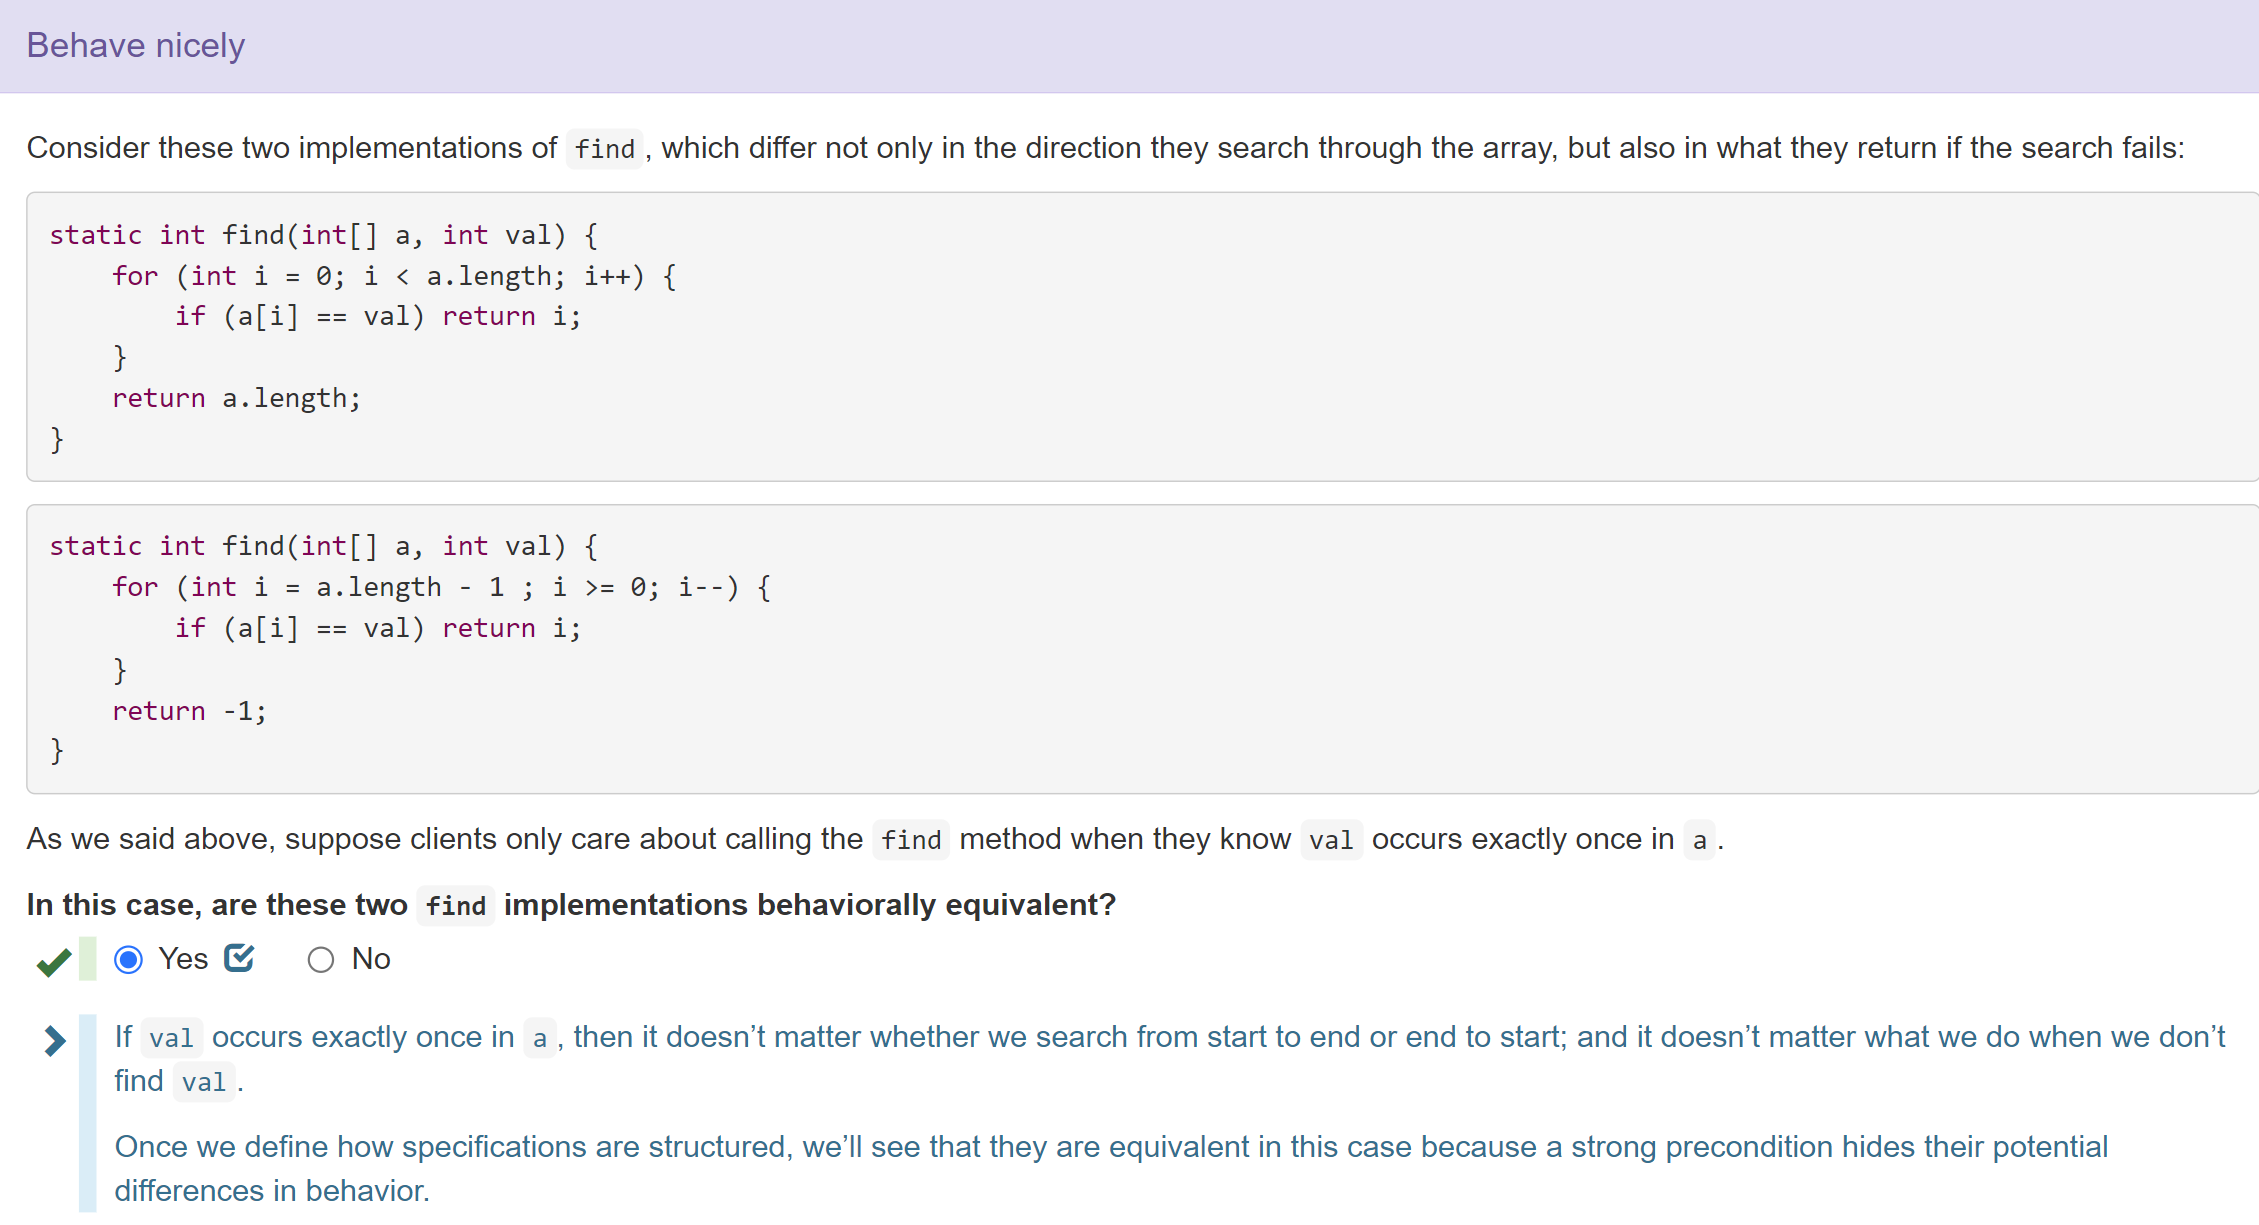 Behave nicely
Consider these two implementations of find, which differ not only in the direction they search through the array, but also in what they return if the search fails:
static int find(int[] a, int val) {
    for (int i = 0; i < a.length; i++) {
        if (a[i] == val) return i;
    }
    return a.length;
}
static int find(int[] a, int val) {
    for (int i = a.length - 1 ; i >= 0; i--) {
        if (a[i] == val) return i;
    }
    return -1;
}
As we said above, suppose clients only care about calling the find method when they know val occurs exactly once in a.
In this case, are these two find implementations behaviorally equivalent?
Yes No
If val occurs exactly once in a, then it doesn’t matter whether we search from start to end or end to start; and it doesn’t matter what we do when we don’t
find val.
Once we define how specifications are structured, we’ll see that they are equivalent in this case because a strong precondition hides their potential
differences in behavior.